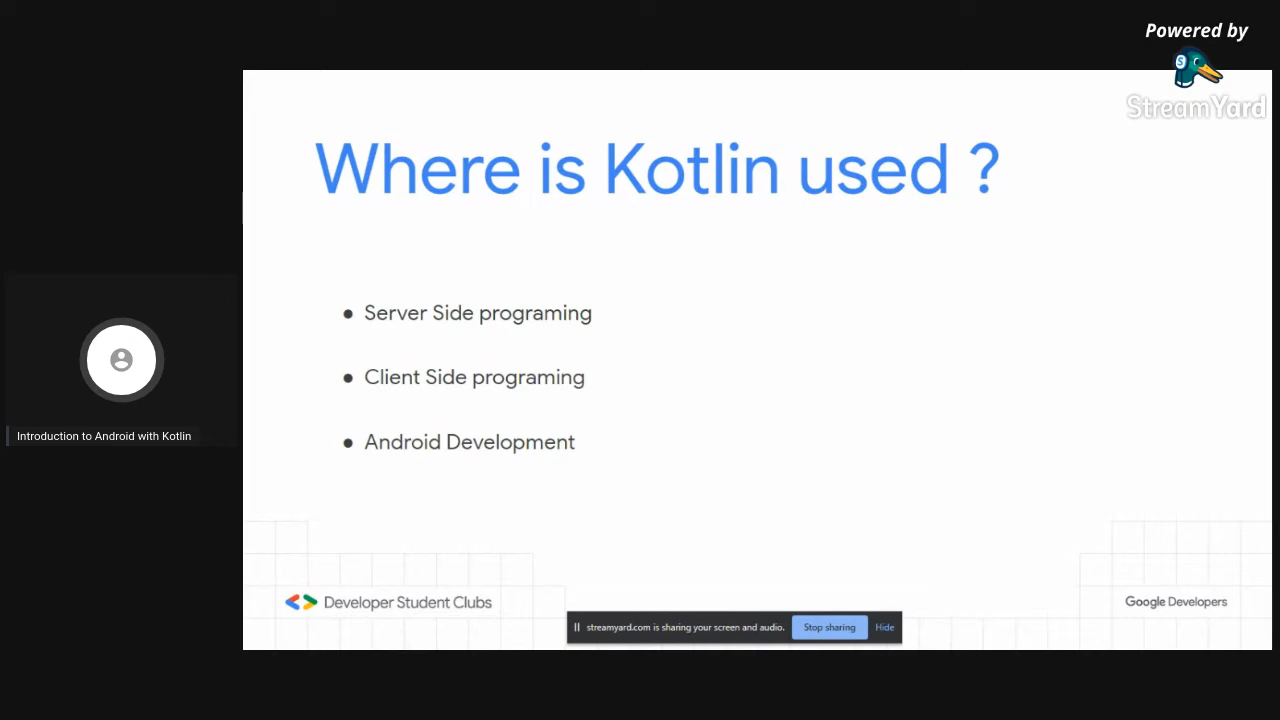 Powered by
StreamYard
Where is Kotlin used ?
● Server Side programing
● Client Side programing
● Android Development
Introduction to Android with Kotlin
Developer Student Clubs
Google Developers
streamyard.com is sharing your screen and audio.
Stop sharing
Hide